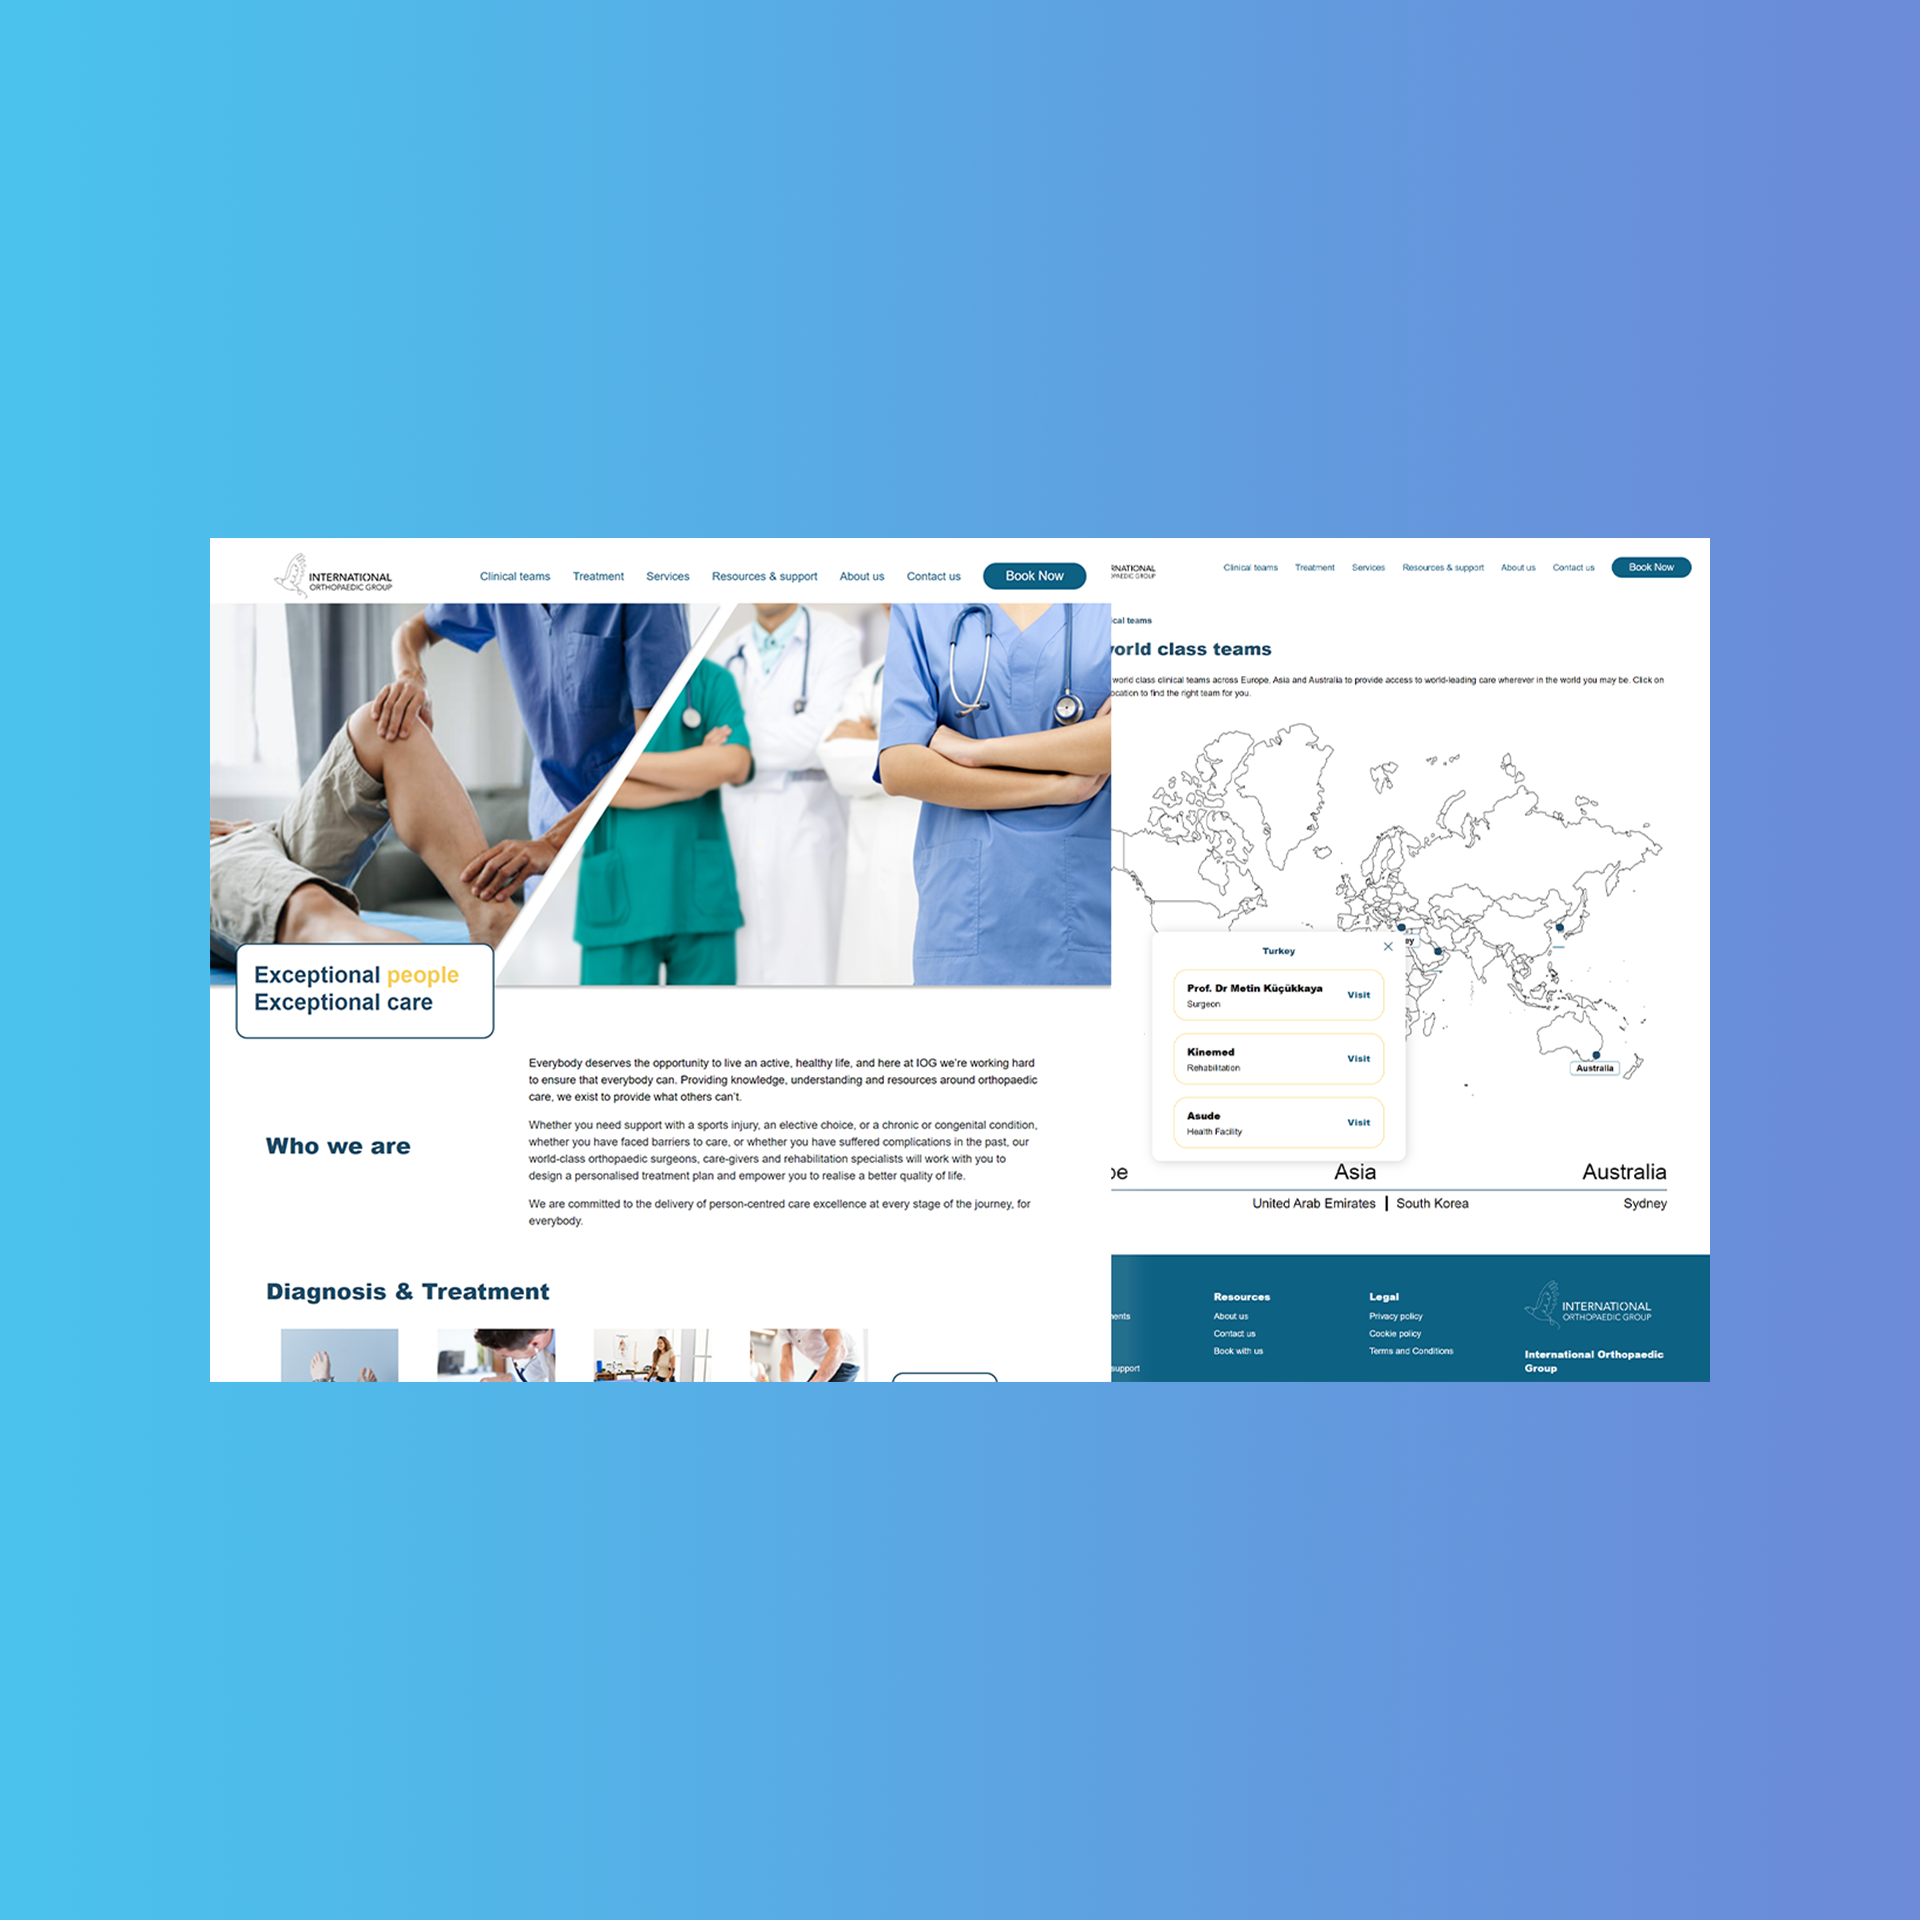 INTERNATIONAL
ORTHOPAEDIC GROUP
Clinical teams Treatment Services Resources & support About us Contact us Book Now
Exceptional people
Exceptional care
Who we are
Everybody deserves the opportunity to live an active, healthy life, and here at IOG we're working hard
to ensure that everybody can. Providing knowledge, understanding and resources around orthopaedic
care, we exist to provide what others can't.
Whether you need support with a sports injury, an elective choice, or a chronic or congenital condition,
whether you have faced barriers to care, or whether you have suffered complications in the past, our
world-class orthopaedic surgeons, care-givers and rehabilitation specialists will work with you to
design a personalised treatment plan and empower you to realise a better quality of life.
We are committed to the delivery of person-centred care excellence at every stage of the journey, for
everybody.
Diagnosis & Treatment
RNATIONAL
PAEDIC GROUP
Clinical teams Treatment Services Resources & support About us Contact us Book Now
ical teams
world class teams
world class clinical teams across Europe, Asia and Australia to provide access to world-leading care wherever in the world you may be. Click on
ocation to find the right team for you.
ey
Turkey
Prof. Dr Metin Küçükkaya
Surgeon
Visit
Kinemed
Rehabilitation
Visit
Asude
Health Facility
Visit
Australia
pe Asia Australia
United Arab Emirates | South Korea Sydney
ents
support
Resources
About us
Contact us
Book with us
Legal
Privacy policy
Cookie policy
Terms and Conditions
INTERNATIONAL
ORTHOPAEDIC GROUP
International Orthopaedic
Group